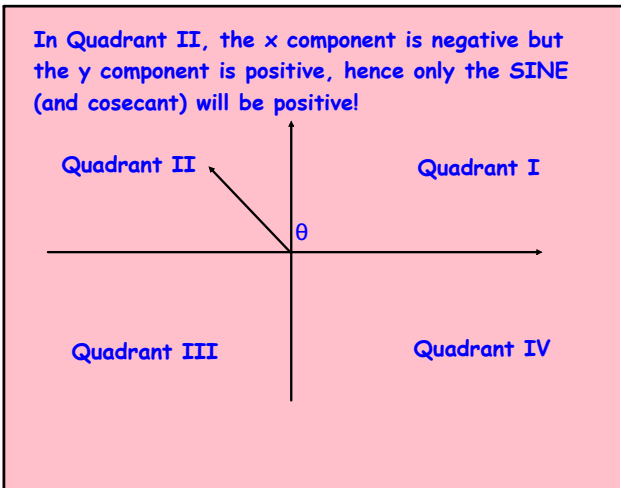 In Quadrant II, the x component is negative but
the y component is positive, hence only the SINE
(and cosecant) will be positive!
Quadrant II
Quadrant I
θ
Quadrant III
Quadrant IV